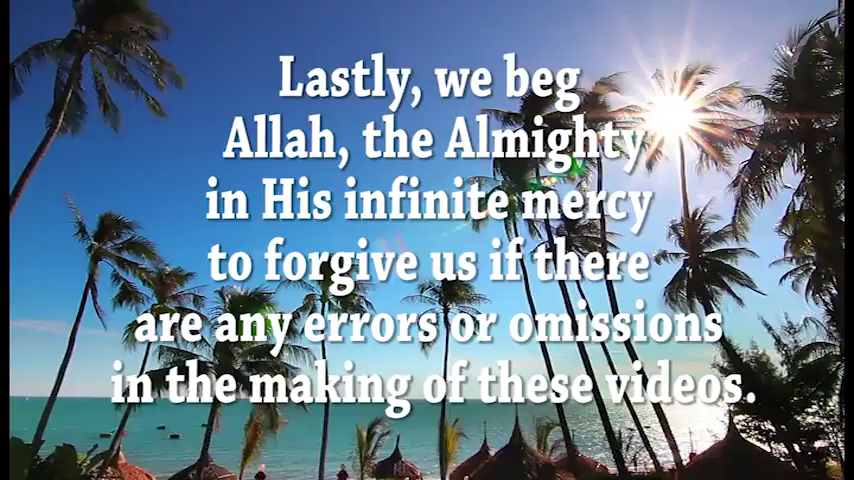 Lastly, we beg
Allah, the Almighty
in His infinite mercy
to forgive us if there
are any errors or omissions
in the making of these videos.